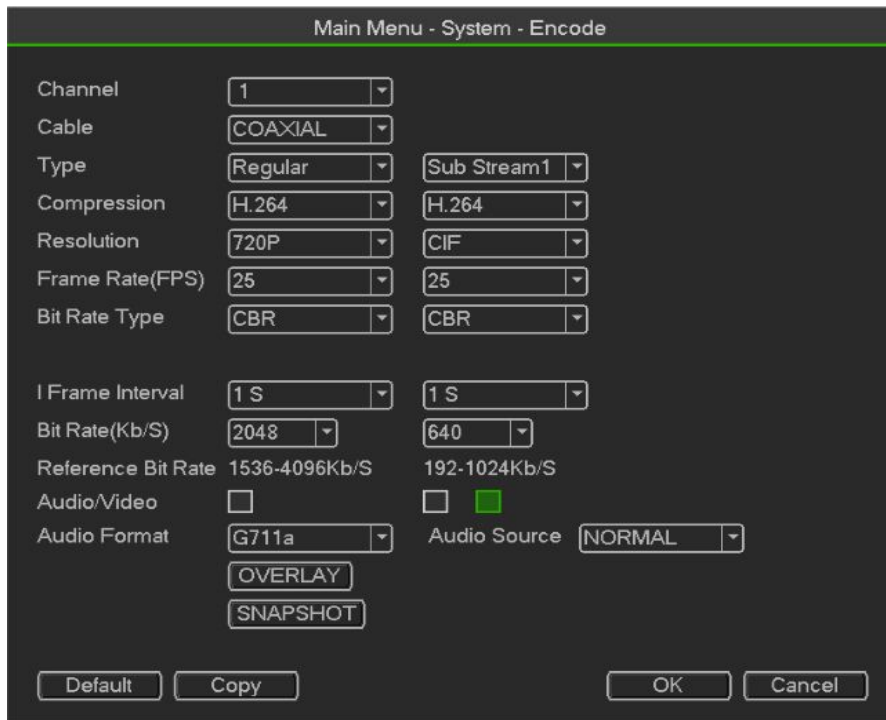 Main Menu - System - Encode
Channel 1
Cable COAXIAL
Type Regular Sub Stream1
Compression H.264 H.264
Resolution 720P CIF
Frame Rate(FPS) 25 25
Bit Rate Type CBR CBR
I Frame Interval 1 S 1 S
Bit Rate(Kb/S) 2048 640
Reference Bit Rate 1536-4096Kb/S 192-1024Kb/S
Audio/Video
Audio Format G711a Audio Source NORMAL
OVERLAY
SNAPSHOT
Default Copy OK Cancel